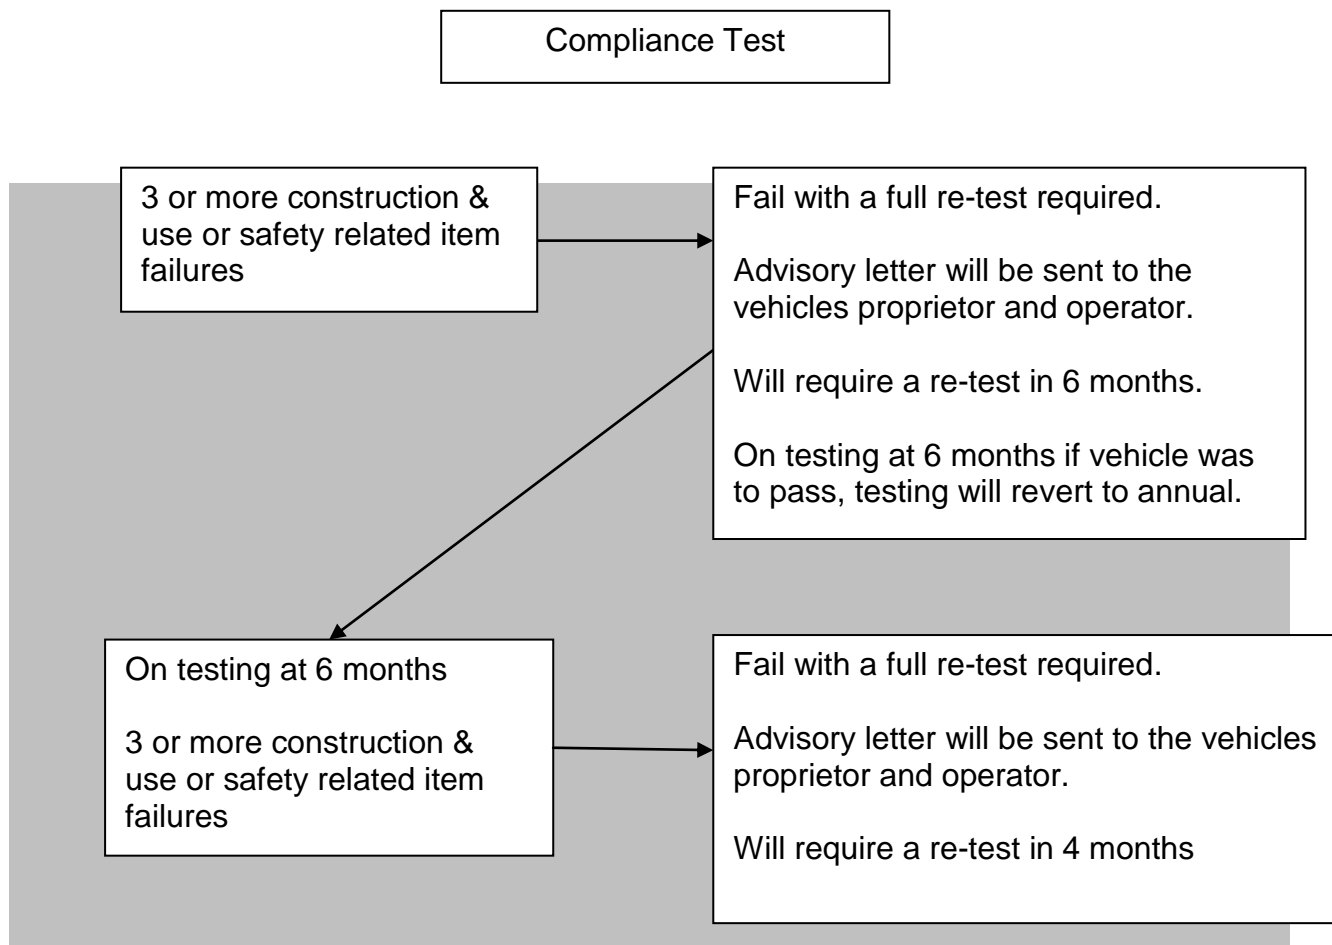 Compliance Test
3 or more construction &
use or safety related item
failures
Fail with a full re-test required.
Advisory letter will be sent to the
vehicles proprietor and operator.
Will require a re-test in 6 months.
On testing at 6 months if vehicle was
to pass, testing will revert to annual.
On testing at 6 months
3 or more construction &
use or safety related item
failures
Fail with a full re-test required.
Advisory letter will be sent to the vehicles
proprietor and operator.
Will require a re-test in 4 months